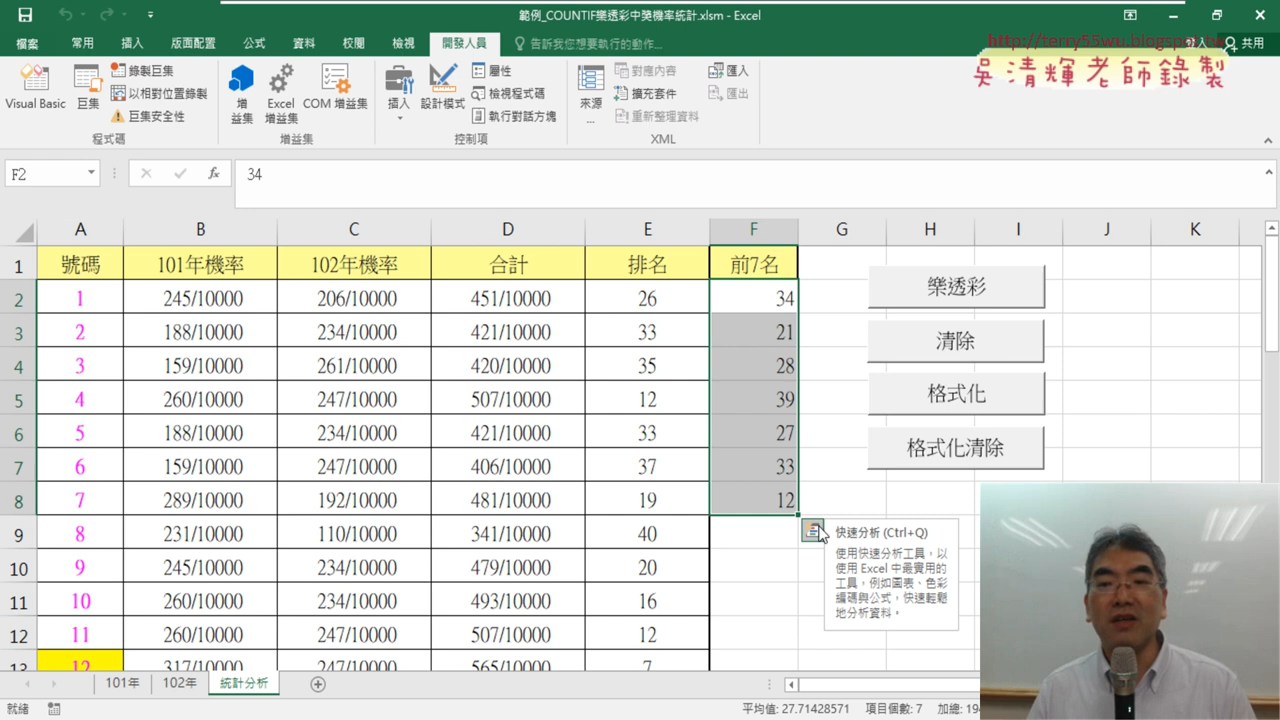 範例_COUNTIF樂透彩中獎機率統計.xlsm - Excel
檔案 常用 插入 版面配置 公式 資料 校閱 檢視 開發人員 告訴我您想要執行的動作... 共用
http://terry55wu.blogspot.tw
吳清輝老師錄製
Visual Basic 巨集 錄製巨集 以相對位置錄製 巨集安全性
程式碼
增益集 Excel 增益集 COM 增益集
增益集
插入 設計模式 屬性 檢視程式碼 執行對話方塊
控制項
來源... 對應內容 擴充套件 重新整理資料 匯入 匯出
XML
F2 fx 34
A B C D E F G H I J K
1 號碼 101年機率 102年機率 合計 排名 前7名
2 1 245/10000 206/10000 451/10000 26 34
3 2 188/10000 234/10000 421/10000 33 21
4 3 159/10000 261/10000 420/10000 35 28
5 4 260/10000 247/10000 507/10000 12 39
6 5 188/10000 234/10000 421/10000 33 27
7 6 159/10000 247/10000 406/10000 37 33
8 7 289/10000 192/10000 481/10000 19 12
9 8 231/10000 110/10000 341/10000 40
10 9 245/10000 234/10000 479/10000 20
11 10 260/10000 234/10000 493/10000 16
12 11 260/10000 247/10000 507/10000 12
13 12 317/10000 247/10000 565/10000 7
樂透彩
清除
格式化
格式化清除
快速分析 (Ctrl+Q)
使用快速分析工具，以
使用 Excel 中最實用的
工具，例如圖表、色彩
編碼與公式，快速輕鬆
地分析資料。
101年 102年 統計分析
就緒 平均值: 27.71428571 項目個數: 7 加總: 19